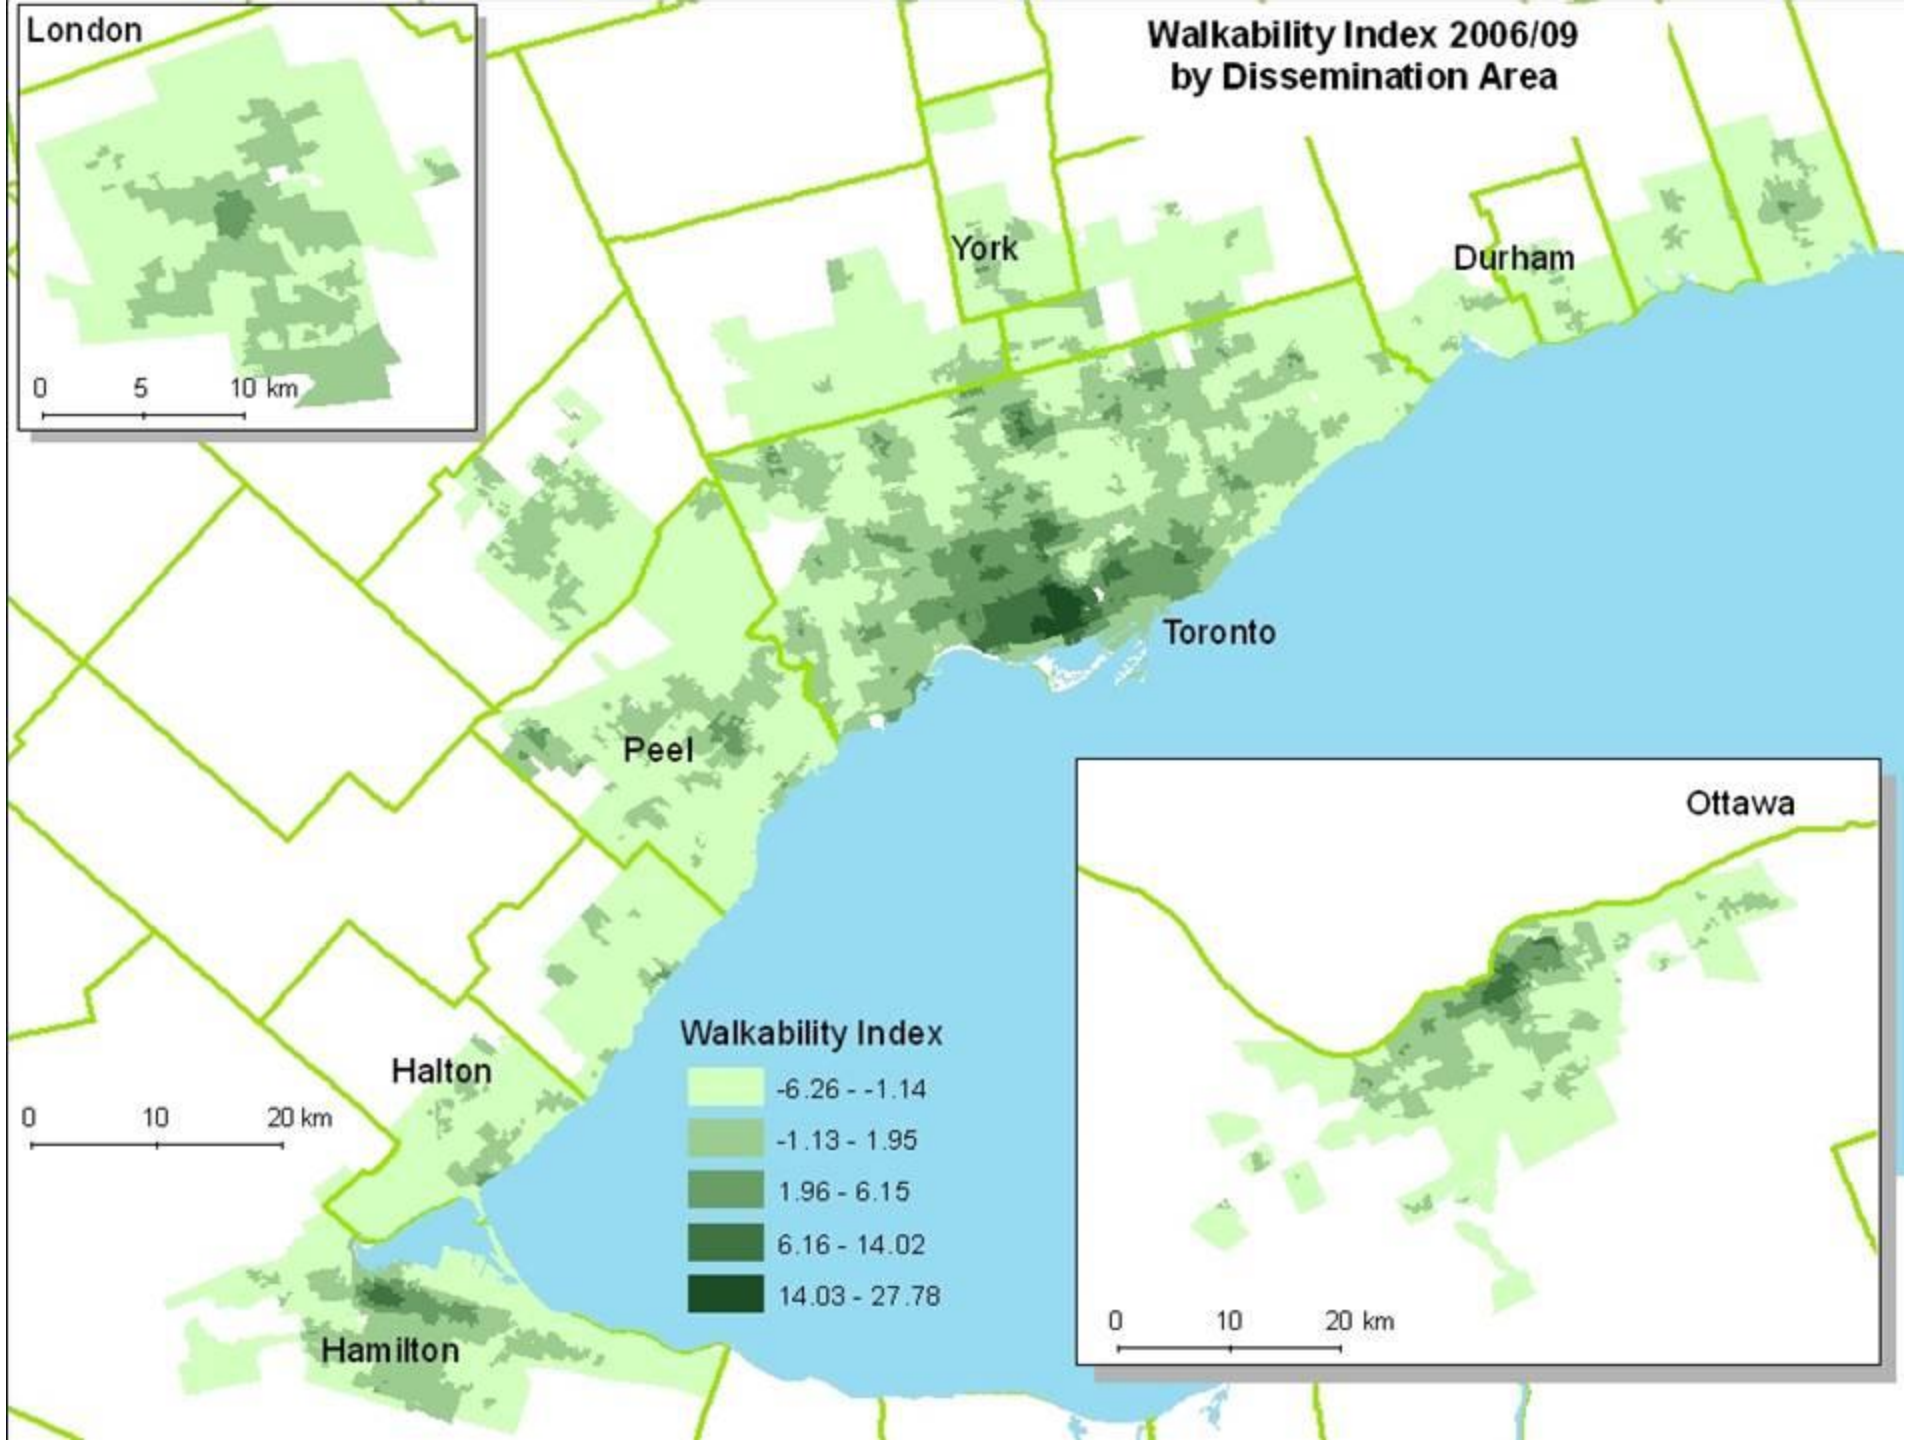 London
0 5 10 km
Walkability Index 2006/09
by Dissemination Area
York
Durham
Toronto
Peel
Halton
0 10 20 km
Hamilton
Walkability Index
-6.26 - -1.14
-1.13 - 1.95
1.96 - 6.15
6.16 - 14.02
14.03 - 27.78
Ottawa
0 10 20 km